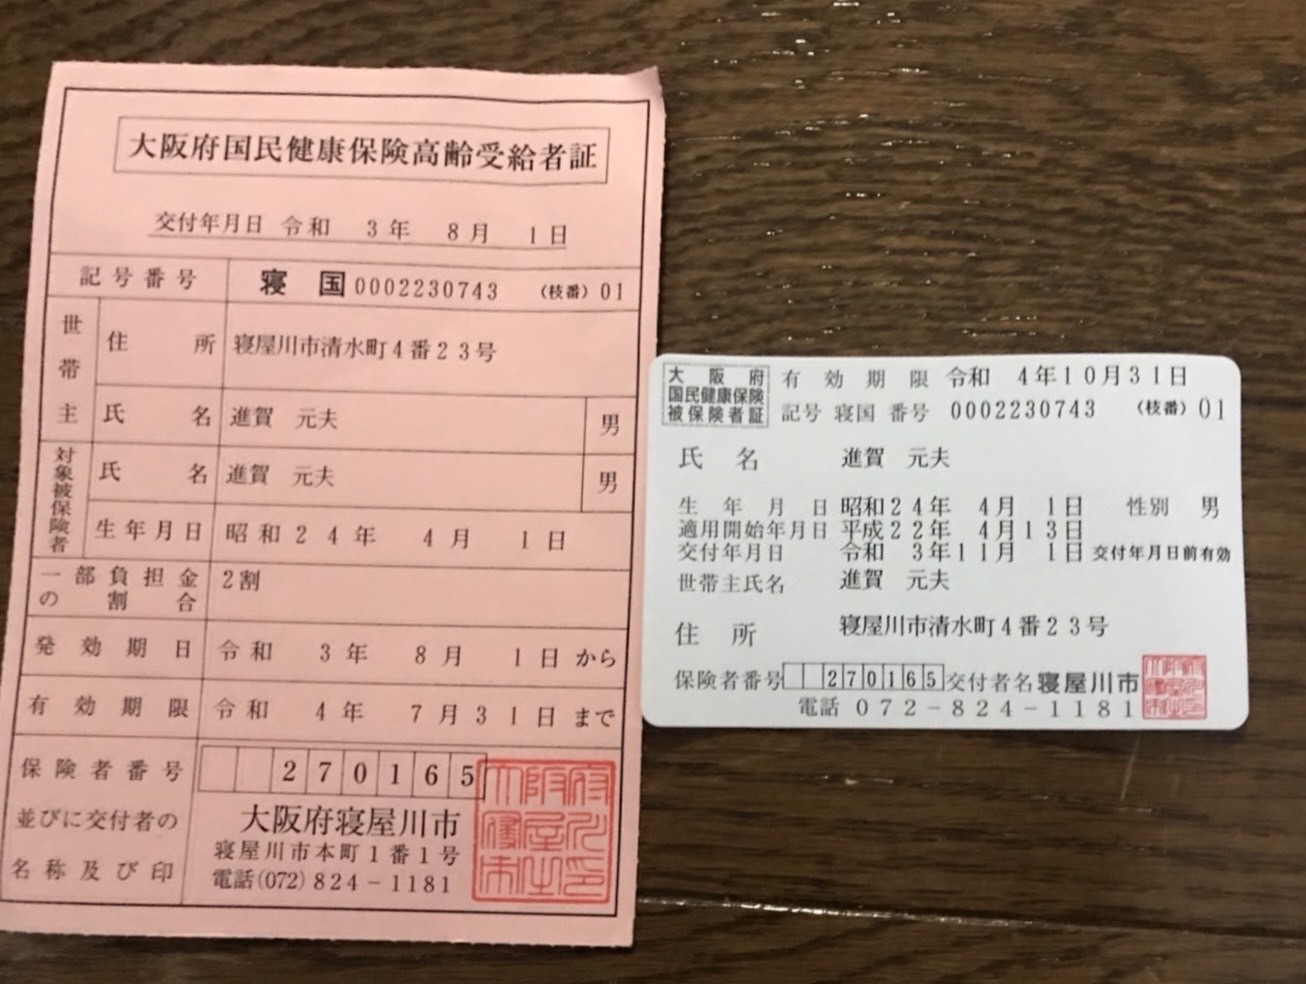 大阪府国民健康保険高齢受給者証
交付年月日 令和 3年 8月 1日
記号番号 寝 国 0002230743 (枝番) 01
世帯主
住所 寝屋川市清水町4番23号
氏名 進賀 元夫 男
対象被保険者
氏名 進賀 元夫 男
生年月日 昭和24年 4月 1日
一部負担金の割合 2割
発効期日 令和 3年 8月 1日から
有効期限 令和 4年 7月31日まで
保険者番号 270165
並びに交付者の
名称及び印
大阪府寝屋川市
寝屋川市本町1番1号
電話(072)824-1181
大阪府
国民健康保険
被保険者証
有効期限 令和 4年10月31日
記号 寝国 番号 0002230743 (枝番) 01
氏名 進賀 元夫
生年月日 昭和24年 4月 1日 性別 男
適用開始年月日 平成22年 4月13日
交付年月日 令和 3年11月 1日 交付年月日前有効
世帯主氏名 進賀 元夫
住所 寝屋川市清水町4番23号
保険者番号 270165 交付者名 寝屋川市
電話 072-824-1181